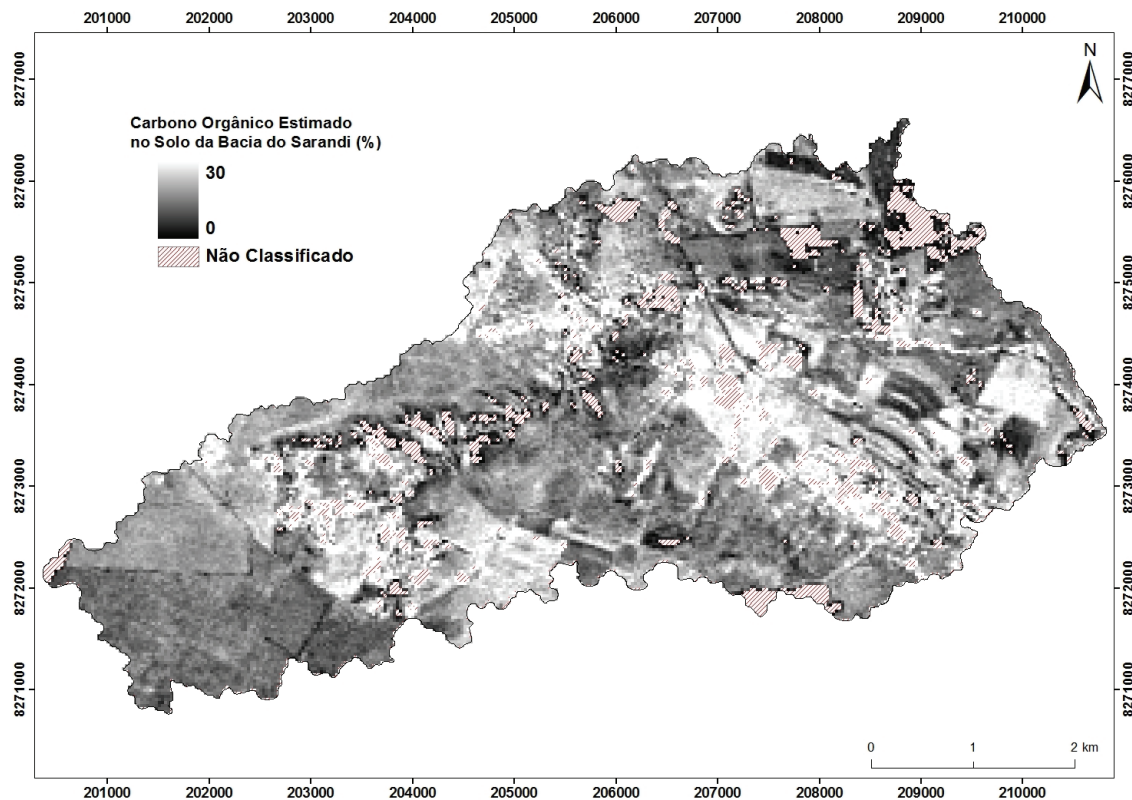 201000 202000 203000 204000 205000 206000 207000 208000 209000 210000
8277000 8277000
N
Carbono Orgânico Estimado
no Solo da Bacia do Sarandi (%)
30
0
Não Classificado
8276000 8276000
8275000 8275000
8274000 8274000
8273000 8273000
8272000 8272000
8271000 8271000
0 1 2 km
201000 202000 203000 204000 205000 206000 207000 208000 209000 210000